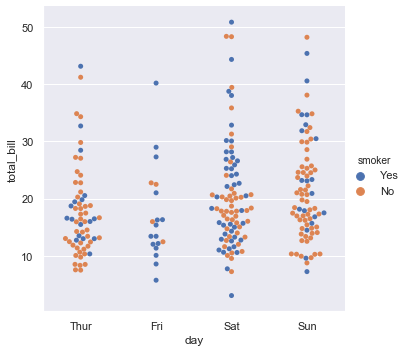 50
40
30
20
10
total_bill
Thur Fri Sat Sun
day
smoker
Yes
No